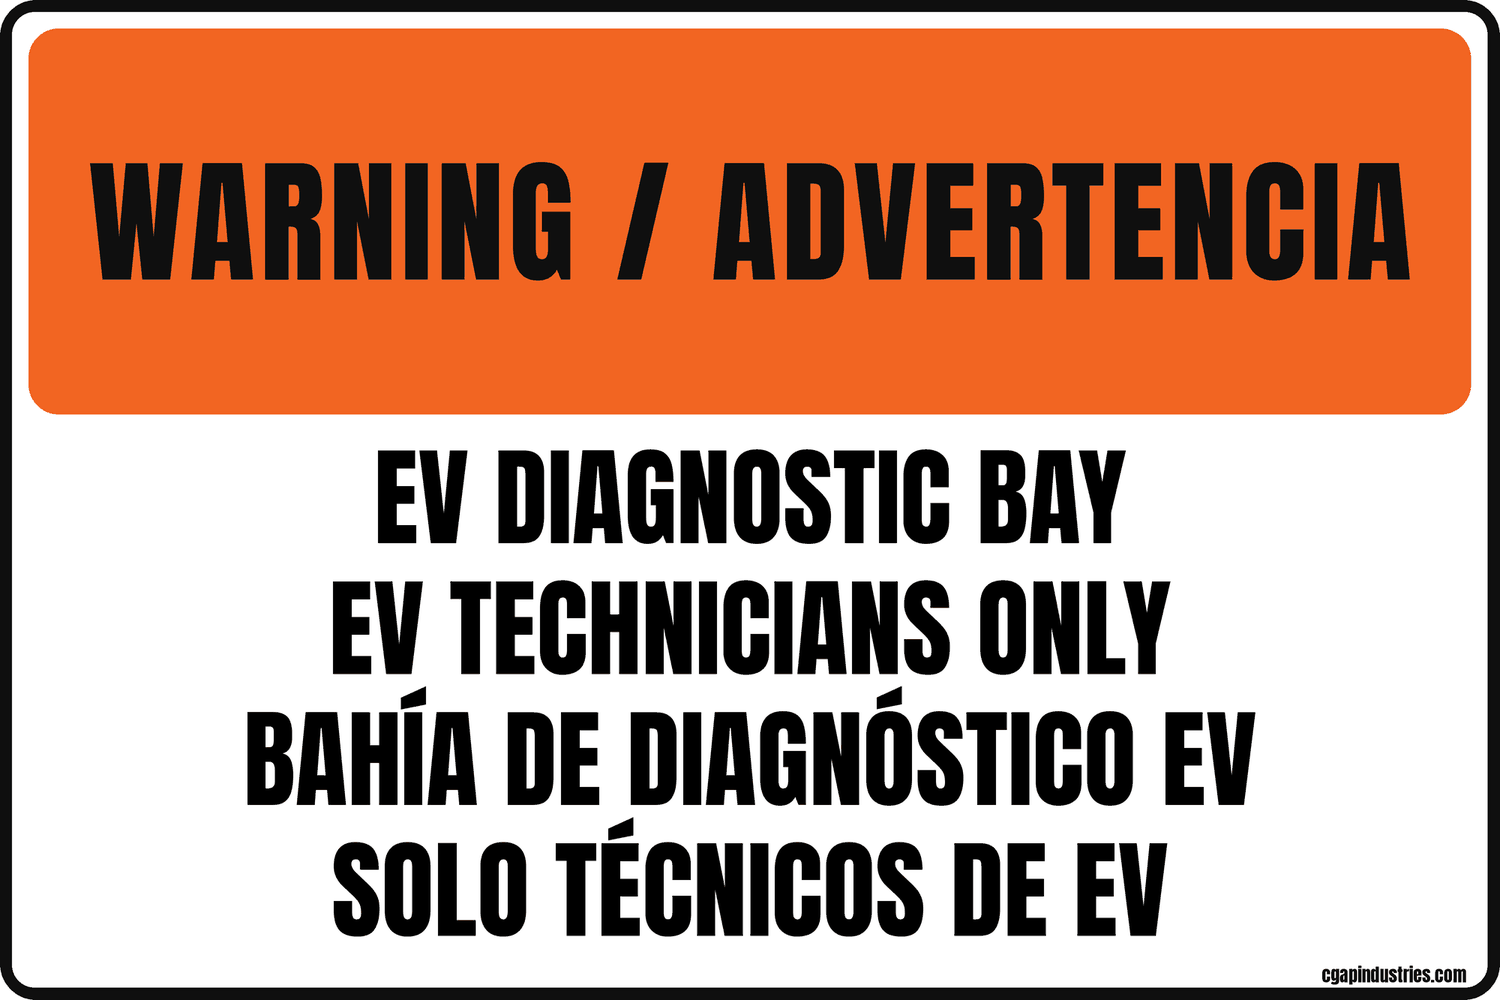 WARNING / ADVERTENCIA
EV DIAGNOSTIC BAY
EV TECHNICIANS ONLY
BAHÍA DE DIAGNÓSTICO EV
SOLO TÉCNICOS DE EV
cgapindustries.com